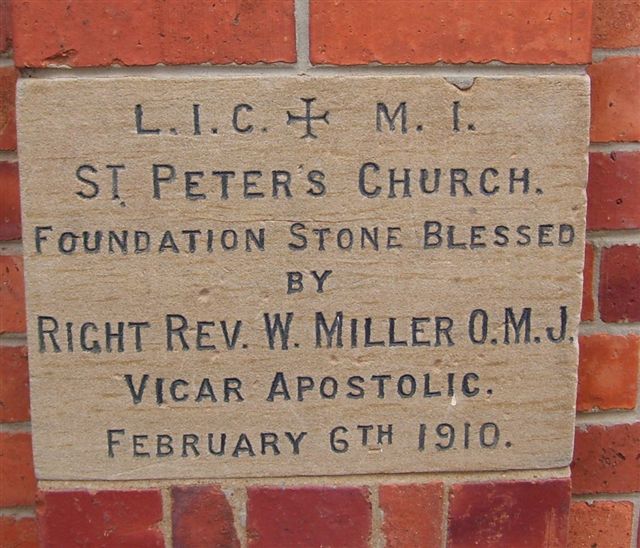 L.I.C. ✠ M.I.
ST PETER'S CHURCH.
FOUNDATION STONE BLESSED
BY
RIGHT REV. W. MILLER O.M.J.
VICAR APOSTOLIC.
FEBRUARY 6TH 1910.